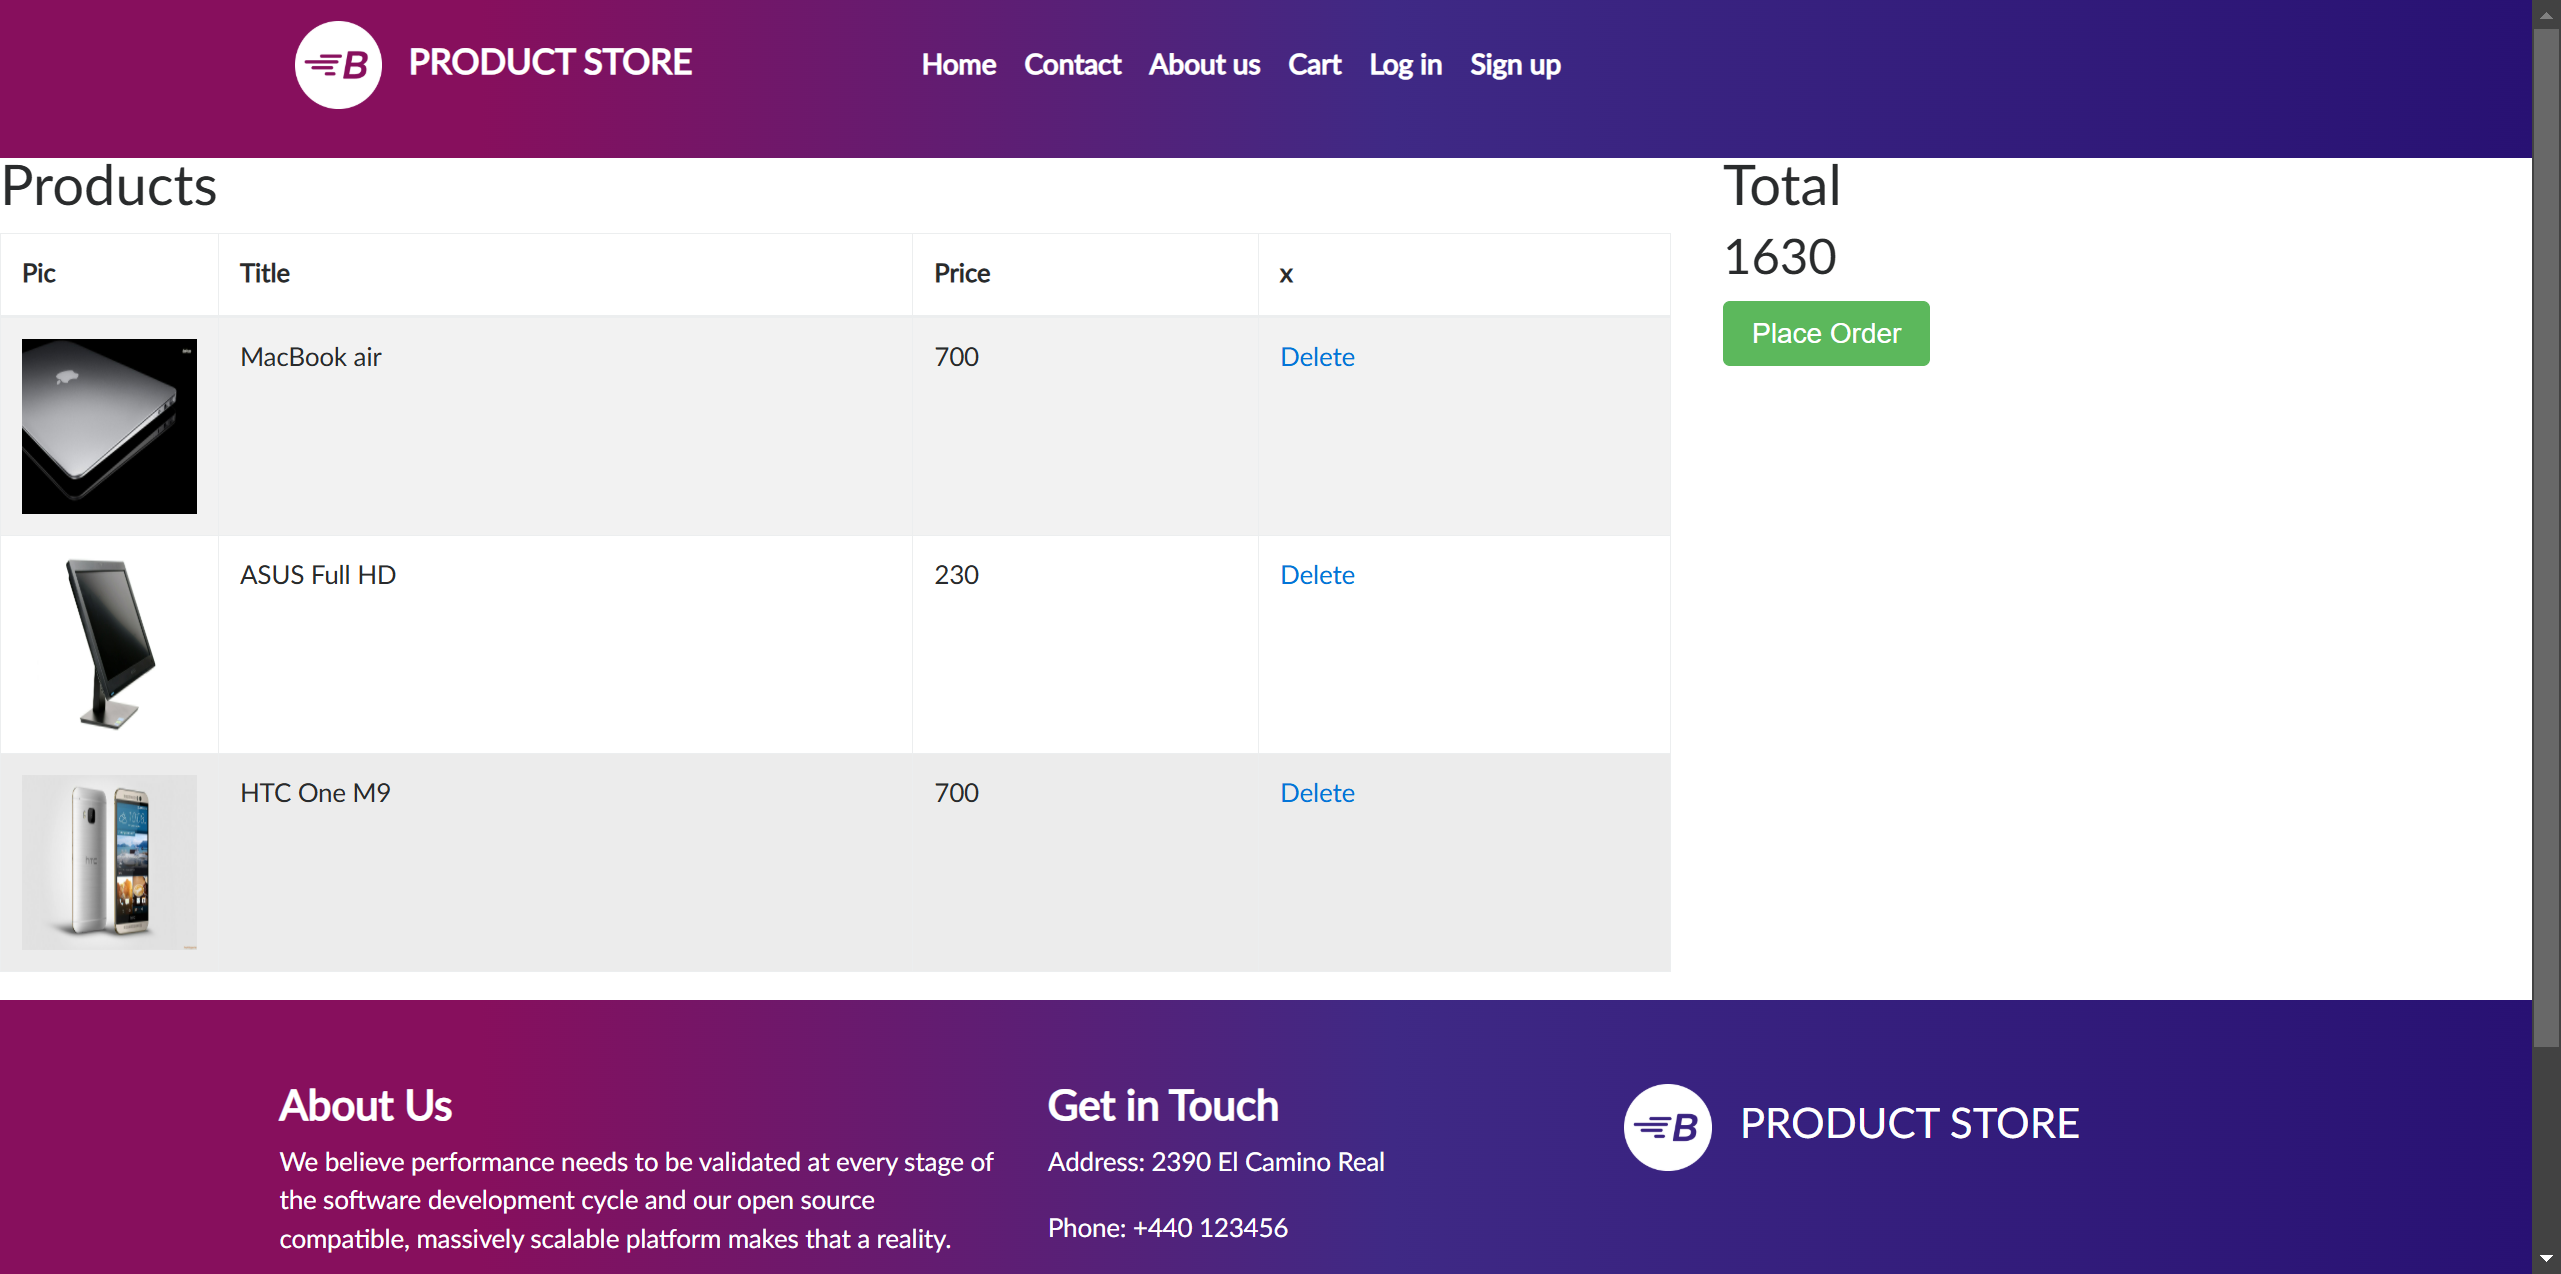 B PRODUCT STORE
Home Contact About us Cart Log in Sign up
Products
Pic Title Price x
MacBook air 700 Delete
ASUS Full HD 230 Delete
HTC One M9 700 Delete
Total
1630
Place Order
About Us
We believe performance needs to be validated at every stage of
the software development cycle and our open source
compatible, massively scalable platform makes that a reality.
Get in Touch
Address: 2390 El Camino Real
Phone: +440 123456
B PRODUCT STORE